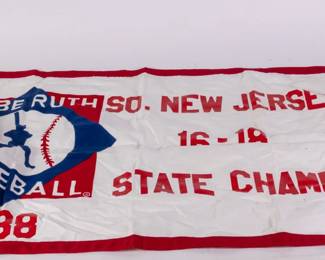 BE RUTH
SO. NEW JERSE
16-18
EBALL ®
STATE CHAMP
88